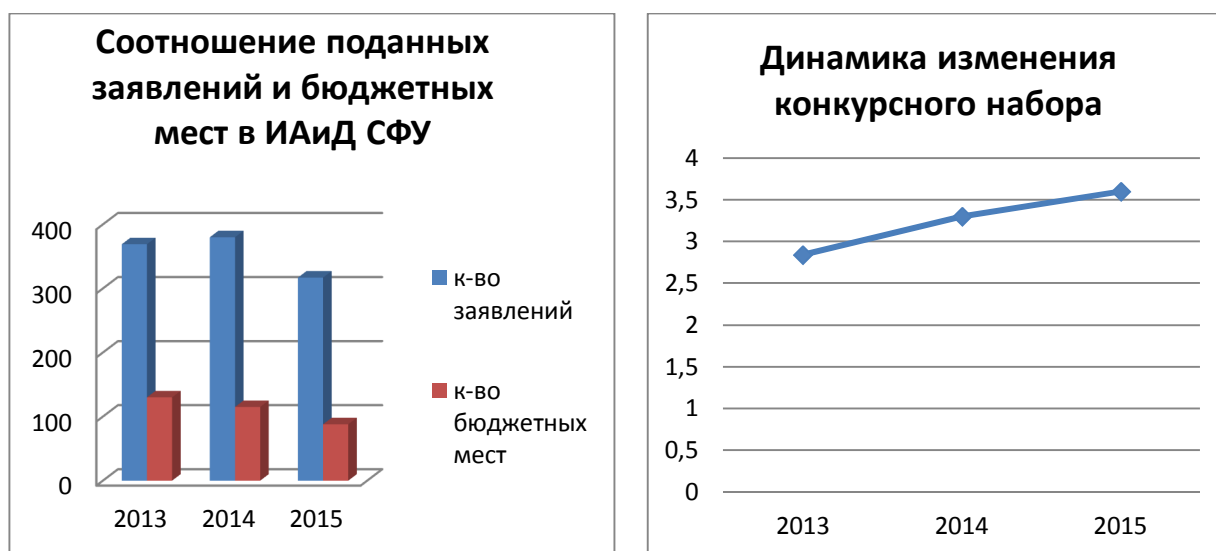 Соотношение поданных
заявлений и бюджетных
мест в ИАиД СФУ
400
300
200
100
0
2013
2014
2015
к-во
заявлений
к-во
бюджетных
мест
Динамика изменения
конкурсного набора
4
3,5
3
2,5
2
1,5
1
0,5
0
2013
2014
2015